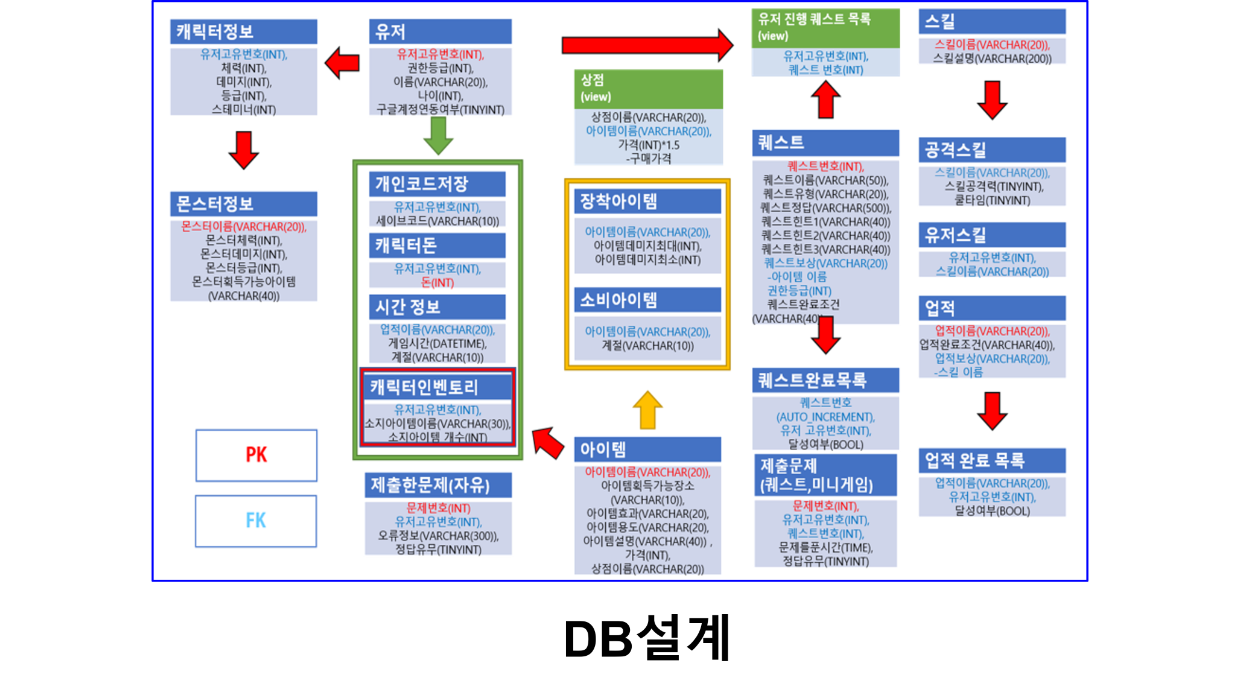 캐릭터정보
유저고유번호(INT),
체력(INT),
데미지(INT),
등급(INT),
스테미너(INT)
몬스터정보
몬스터이름(VARCHAR(20)),
몬스터체력(INT),
몬스터데미지(INT),
몬스터등급(INT),
몬스터획득가능아이템
(VARCHAR(40))
PK
FK
유저
유저고유번호(INT),
권한등급(INT),
이름(VARCHAR(20)),
나이(INT),
구글계정연동여부(TINYINT)
개인코드저장
유저고유번호(INT),
세이브코드(VARCHAR(10))
캐릭터돈
유저고유번호(INT),
돈(INT)
시간 정보
업적이름(VARCHAR(20)),
게임시간(DATETIME),
계절(VARCHAR(10))
캐릭터인벤토리
유저고유번호(INT),
소지아이템이름(VARCHAR(30)),
소지아이템 개수(INT)
제출한문제(자유)
문제번호(INT)
유저고유번호(INT),
오류정보(VARCHAR(300)),
정답유무(TINYINT)
상점
(view)
상점이름(VARCHAR(20)),
아이템이름(VARCHAR(20)),
가격(INT)*1.5
-구매가격
장착아이템
아이템이름(VARCHAR(20)),
아이템데미지최대(INT),
아이템데미지최소(INT)
소비아이템
아이템이름(VARCHAR(20)),
계절(VARCHAR(10))
아이템
아이템이름(VARCHAR(20)),
아이템획득가능장소
(VARCHAR(10)),
아이템효과(VARCHAR(20),
아이템용도(VARCHAR(20),
아이템설명(VARCHAR(40)) ,
가격(INT),
상점이름(VARCHAR(20))
유저 진행 퀘스트 목록
(view)
유저고유번호(INT),
퀘스트 번호(INT)
퀘스트
퀘스트번호(INT),
퀘스트이름(VARCHAR(50)),
퀘스트유형(VARCHAR(20)),
퀘스트정답(VARCHAR(500)),
퀘스트힌트1(VARCHAR(40))
퀘스트힌트2(VARCHAR(40))
퀘스트힌트3(VARCHAR(40))
퀘스트보상(VARCHAR(20))
-아이템 이름
권한등급(INT)
퀘스트완료조건
(VARCHAR(40))
퀘스트완료목록
퀘스트번호
(AUTO_INCREMENT),
유저 고유번호(INT),
달성여부(BOOL)
제출문제
(퀘스트,미니게임)
문제번호(INT),
유저고유번호(INT),
퀘스트번호(INT),
문제를푼시간(TIME),
정답유무(TINYINT)
스킬
스킬이름(VARCHAR(20)),
스킬설명(VARCHAR(200))
공격스킬
스킬이름(VARCHAR(20)),
스킬공격력(TINYINT),
쿨타임(TINYINT)
유저스킬
유저고유번호(INT),
스킬이름(VARCHAR(20))
업적
업적이름(VARCHAR(20)),
업적완료조건(VARCHAR(40)),
업적보상(VARCHAR(20)),
-스킬 이름
업적 완료 목록
업적이름(VARCHAR(20)),
유저고유번호(INT),
달성여부(BOOL)
DB설계